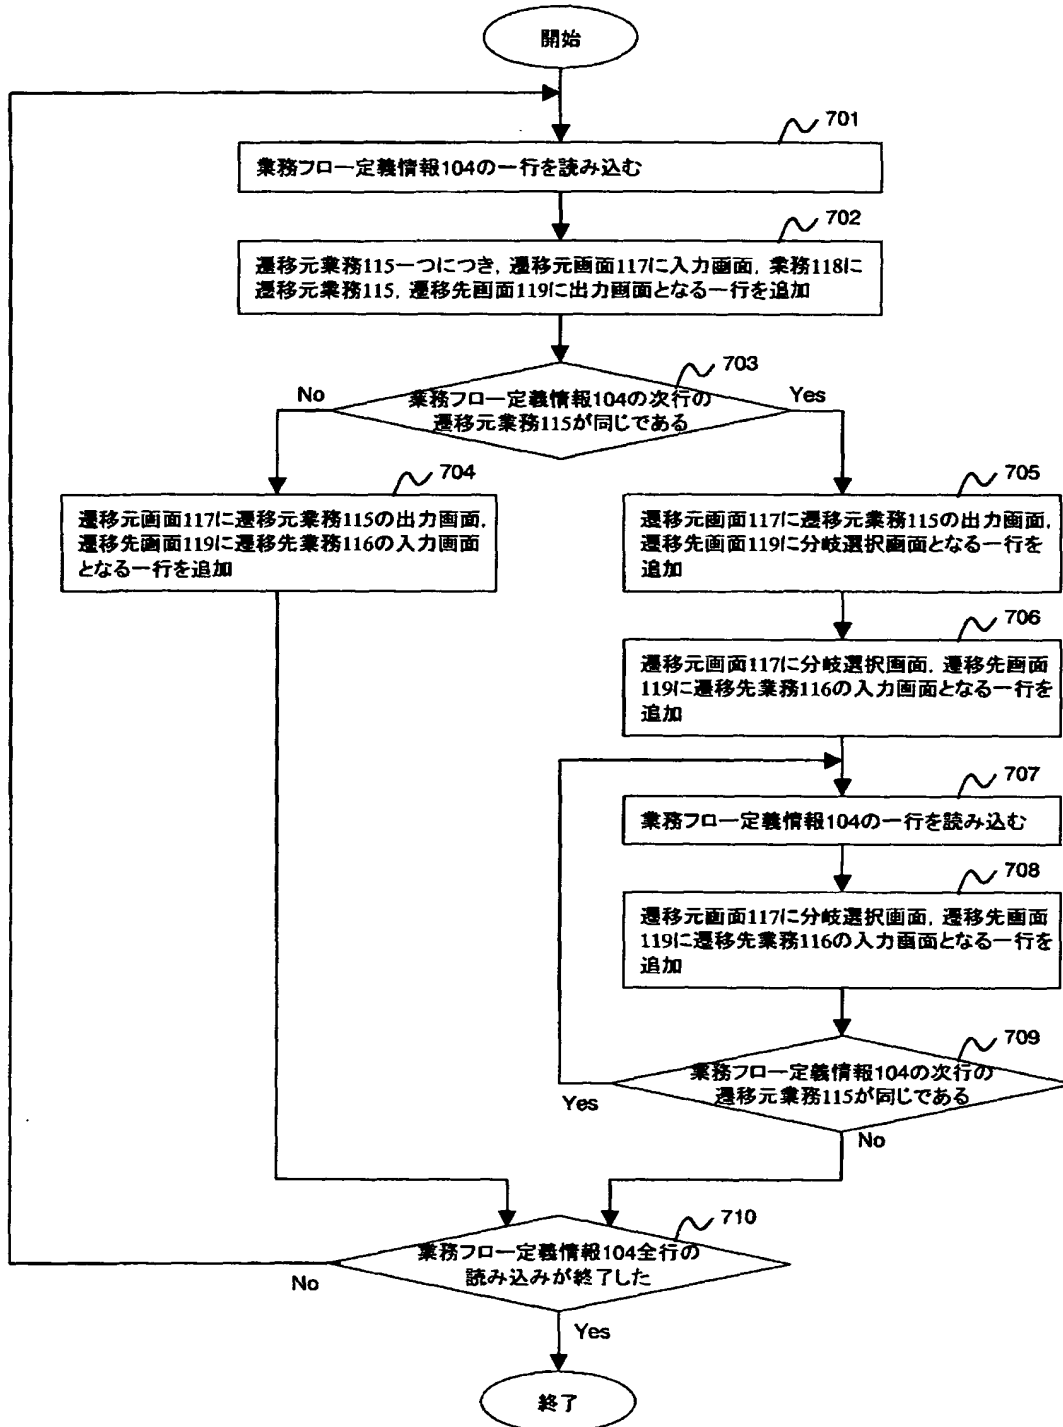 開始
701
業務フロー定義情報104の一行を読み込む
702
遷移元業務115一つにつき，遷移元画面117に入力画面，業務118に
遷移元業務115，遷移先画面119に出力画面となる一行を追加
703
No
Yes
業務フロー定義情報104の次行の
遷移元業務115が同じである
704
遷移元画面117に遷移元業務115の出力画面，
遷移先画面119に遷移先業務116の入力画面
となる一行を追加
705
遷移元画面117に遷移元業務115の出力画面，
遷移先画面119に分岐選択画面となる一行を
追加
706
遷移元画面117に分岐選択画面，遷移先画面
119に遷移先業務116の入力画面となる一行を
追加
707
業務フロー定義情報104の一行を読み込む
708
遷移元画面117に分岐選択画面，遷移先画面
119に遷移先業務116の入力画面となる一行を
追加
709
業務フロー定義情報104の次行の
遷移元業務115が同じである
Yes
No
710
業務フロー定義情報104全行の
読み込みが終了した
No
Yes
終了